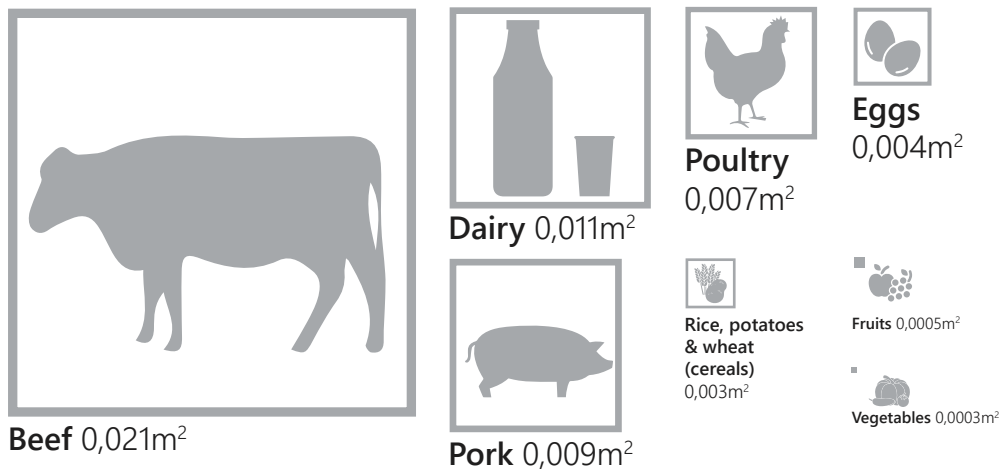 Beef 0,021m²
Dairy 0,011m²
Pork 0,009m²
Poultry
0,007m²
Eggs
0,004m²
Rice, potatoes
& wheat
(cereals)
0,003m²
Fruits 0,0005m²
Vegetables 0,0003m²